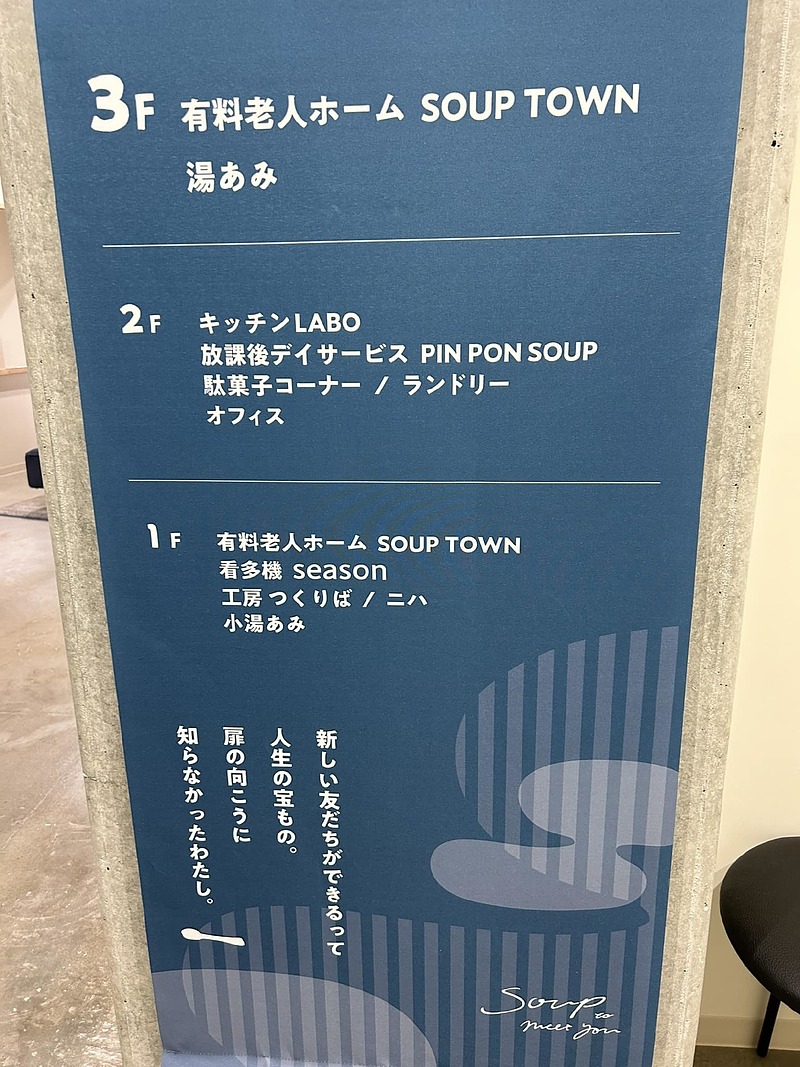 3F 有料老人ホーム SOUP TOWN
湯あみ
2F キッチンLABO
放課後デイサービス PIN PON SOUP
駄菓子コーナー / ランドリー
オフィス
1F 有料老人ホーム SOUP TOWN
看多機 season
工房 つくりば / ニハ
小湯あみ
新しい友だちができるって
人生の宝もの。
扉の向こうに
知らなかったわたし。
Soup
to
meet you